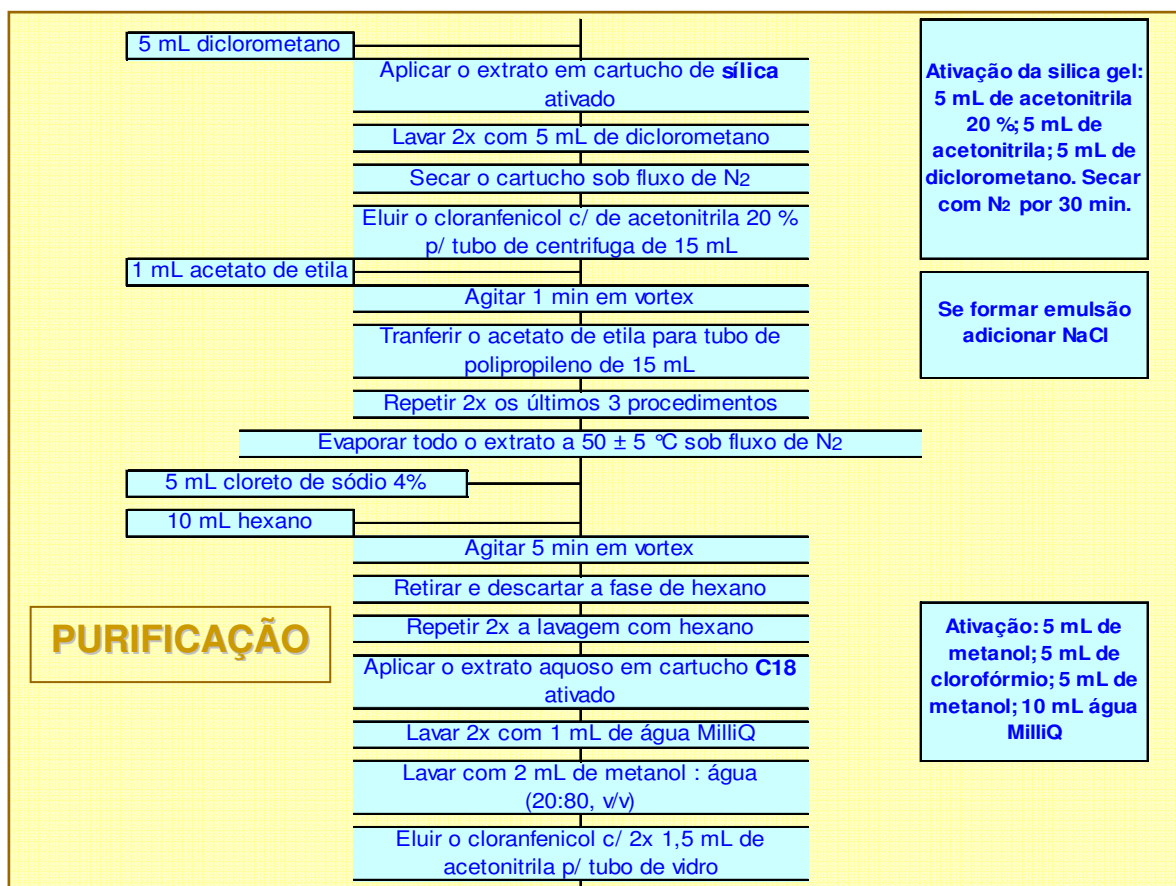 5 mL diclorometano
Aplicar o extrato em cartucho de sílica
ativado
Lavar 2x com 5 mL de diclorometano
Secar o cartucho sob fluxo de N2
Eluir o cloranfenicol c/ de acetonitrila 20 %
p/ tubo de centrifuga de 15 mL
Ativação da silica gel:
5 mL de acetonitrila
20 %; 5 mL de
acetonitrila; 5 mL de
diclorometano. Secar
com N2 por 30 min.
1 mL acetato de etila
Agitar 1 min em vortex
Tranferir o acetato de etila para tubo de
polipropileno de 15 mL
Se formar emulsão
adicionar NaCl
Repetir 2x os últimos 3 procedimentos
Evaporar todo o extrato a 50 ± 5 °C sob fluxo de N2
5 mL cloreto de sódio 4%
10 mL hexano
Agitar 5 min em vortex
Retirar e descartar a fase de hexano
PURIFICAÇÃO
Repetir 2x a lavagem com hexano
Aplicar o extrato aquoso em cartucho C18
ativado
Ativação: 5 mL de
metanol; 5 mL de
clorofórmio; 5 mL de
metanol; 10 mL água
MilliQ
Lavar 2x com 1 mL de água MilliQ
Lavar com 2 mL de metanol : água
(20:80, v/v)
Eluir o cloranfenicol c/ 2x 1,5 mL de
acetonitrila p/ tubo de vidro